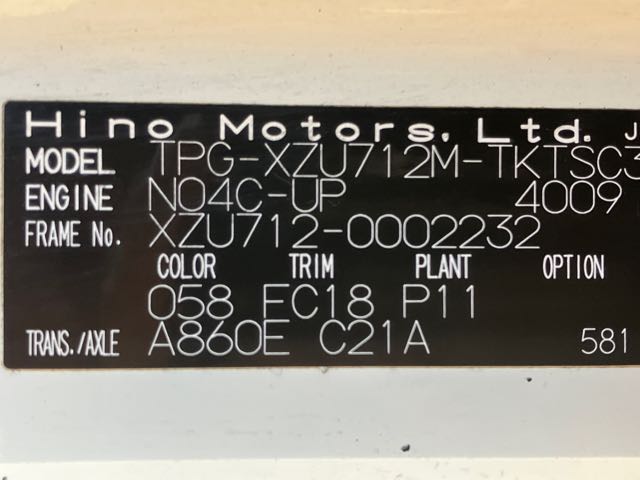 Hino Motors, Ltd. J
MODEL TPG-XZU712M-TKTSC3
ENGINE N04C-UP 4009
FRAME No. XZU712-0002232
COLOR TRIM PLANT OPTION
058 FC18 P11
TRANS./AXLE A860E C21A 581